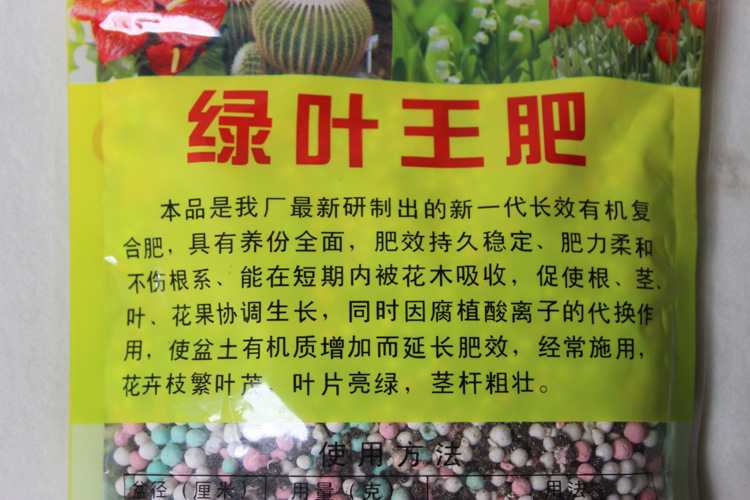 绿叶王肥
本品是我厂最新研制出的新一代长效有机复
合肥，具有养份全面，肥效持久稳定、肥力柔和
不伤根系、能在短期内被花木吸收，促使根、茎、
叶、花果协调生长，同时因腐植酸离子的代换作
用，使盆土有机质增加而延长肥效，经常施用，
花卉枝繁叶茂、叶片亮绿，茎杆粗壮。
使用方法
盆径（厘米） 用量（克 用法